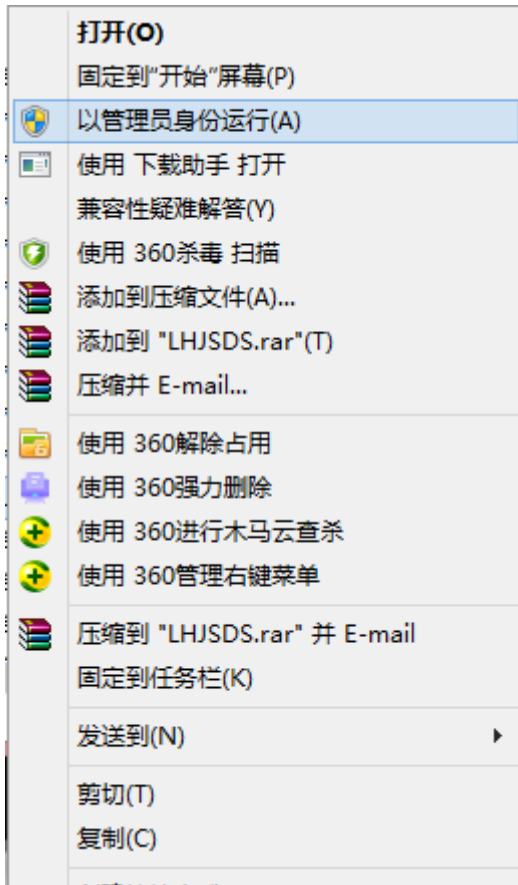 打开(O)
固定到"开始"屏幕(P)
以管理员身份运行(A)
使用 下载助手 打开
兼容性疑难解答(Y)
使用 360杀毒 扫描
添加到压缩文件(A)...
添加到 "LHJSDS.rar"(T)
压缩并 E-mail...
使用 360解除占用
使用 360强力删除
使用 360进行木马云查杀
使用 360管理右键菜单
压缩到 "LHJSDS.rar" 并 E-mail
固定到任务栏(K)
发送到(N)
剪切(T)
复制(C)